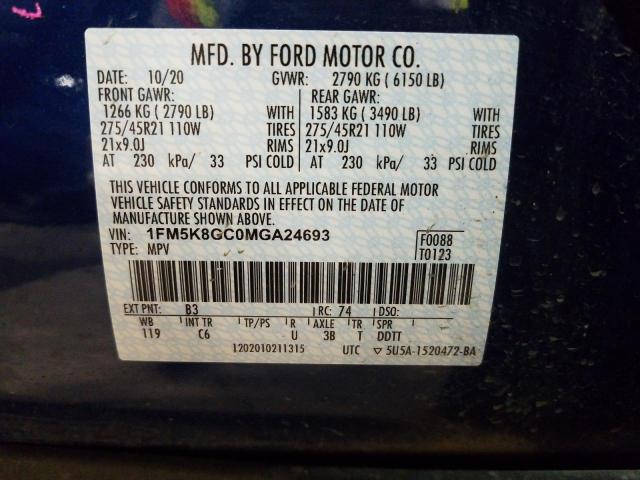 MFD. BY FORD MOTOR CO.
DATE: 10/20 GVWR: 2790 KG ( 6150 LB)
FRONT GAWR: REAR GAWR:
1266 KG ( 2790 LB) WITH 1583 KG ( 3490 LB) WITH
275/45R21 110W TIRES 275/45R21 110W TIRES
21x9.0J RIMS 21x9.0J RIMS
AT 230 kPa/ 33 PSI COLD AT 230 kPa/ 33 PSI COLD
THIS VEHICLE CONFORMS TO ALL APPLICABLE FEDERAL MOTOR
VEHICLE SAFETY STANDARDS IN EFFECT ON THE DATE OF
MANUFACTURE SHOWN ABOVE.
VIN: 1FM5K8GC0MGA24693 F0088
TYPE: MPV T0123
EXT PNT: B3 RC: 74 DSO:
WB INT TR TP/PS R AXLE TR SPR
119 C6 U 3B T DDTT
1202010211315 UTC ▽ 5U5A-1520472-BA